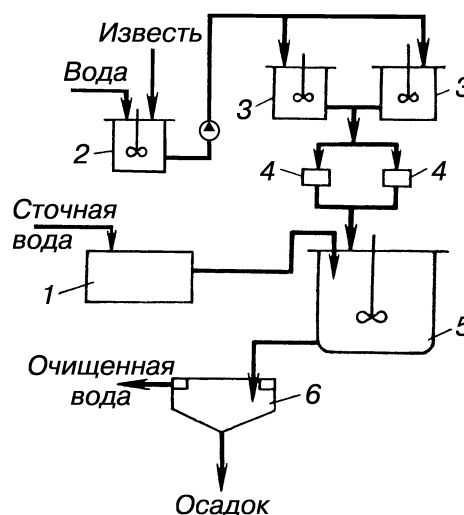 Известь
Вода
2
3
3
4
4
Сточная
вода
1
5
Очищенная
вода
6
Осадок